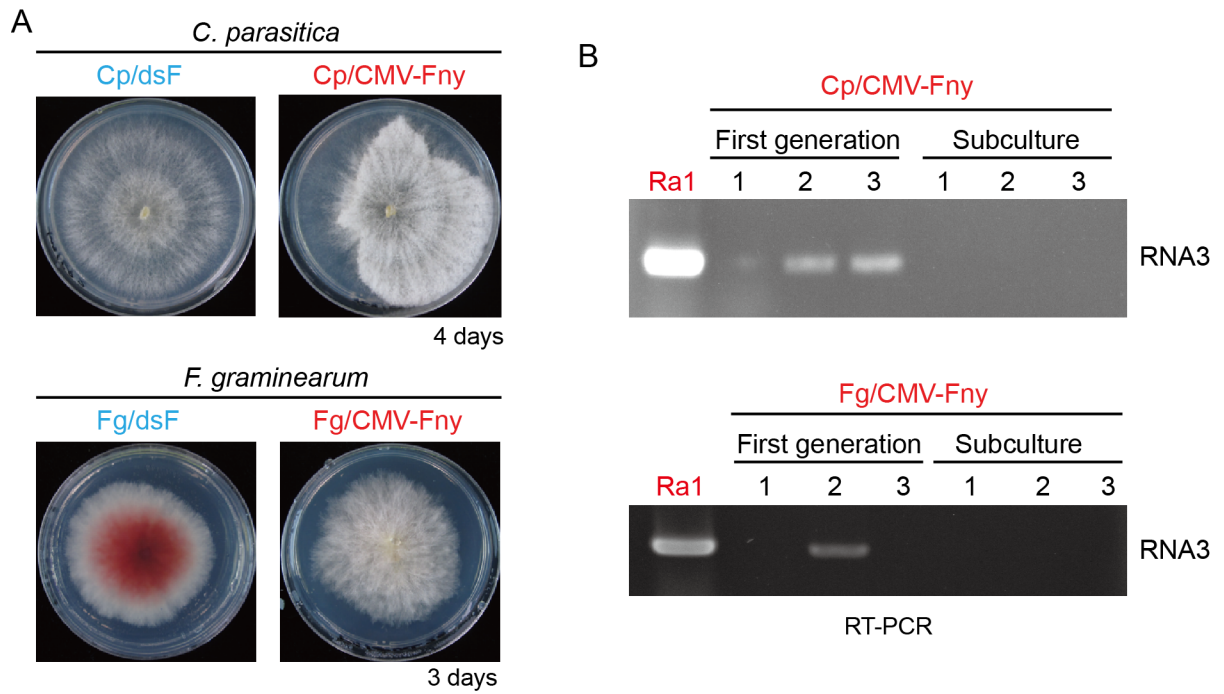 A
C. parasitica
Cp/dsF Cp/CMV-Fny
4 days
F. graminearum
Fg/dsF Fg/CMV-Fny
3 days
B
Cp/CMV-Fny
First generation Subculture
Ra1 1 2 3 1 2 3
RNA3
Fg/CMV-Fny
First generation Subculture
Ra1 1 2 3 1 2 3
RNA3
RT-PCR